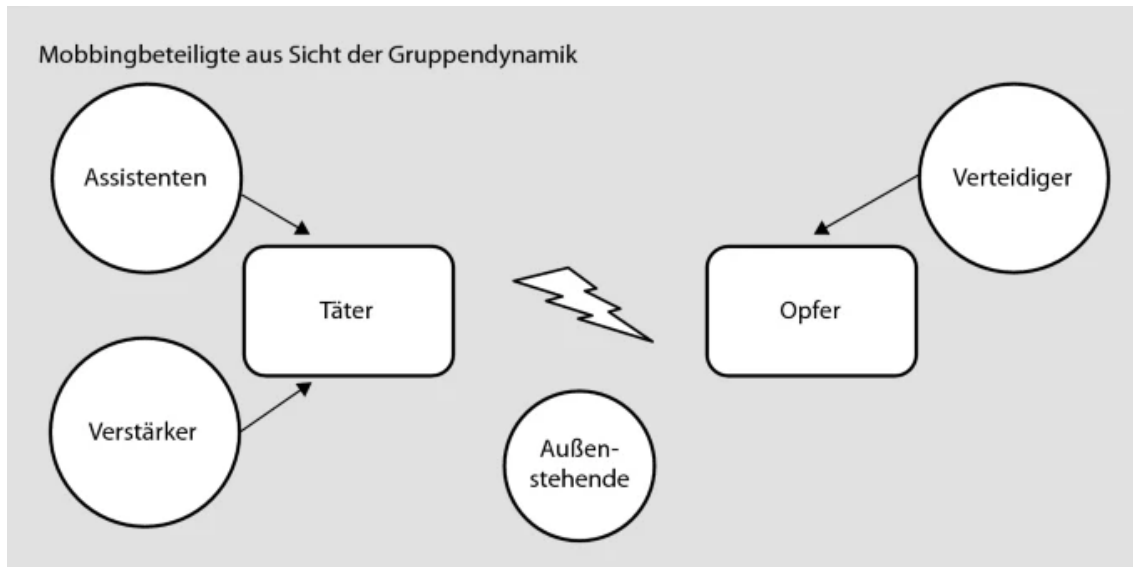 Mobbingbeteiligte aus Sicht der Gruppendynamik
Assistenten
Verteidiger
Täter
Opfer
Verstärker
Außen-
stehende